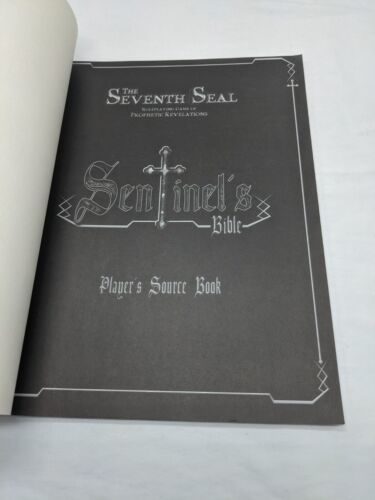 The
Seventh Seal
Roleplaying Game of
Prophetic Revelations
Sentinel's
Bible
Player's Source Book